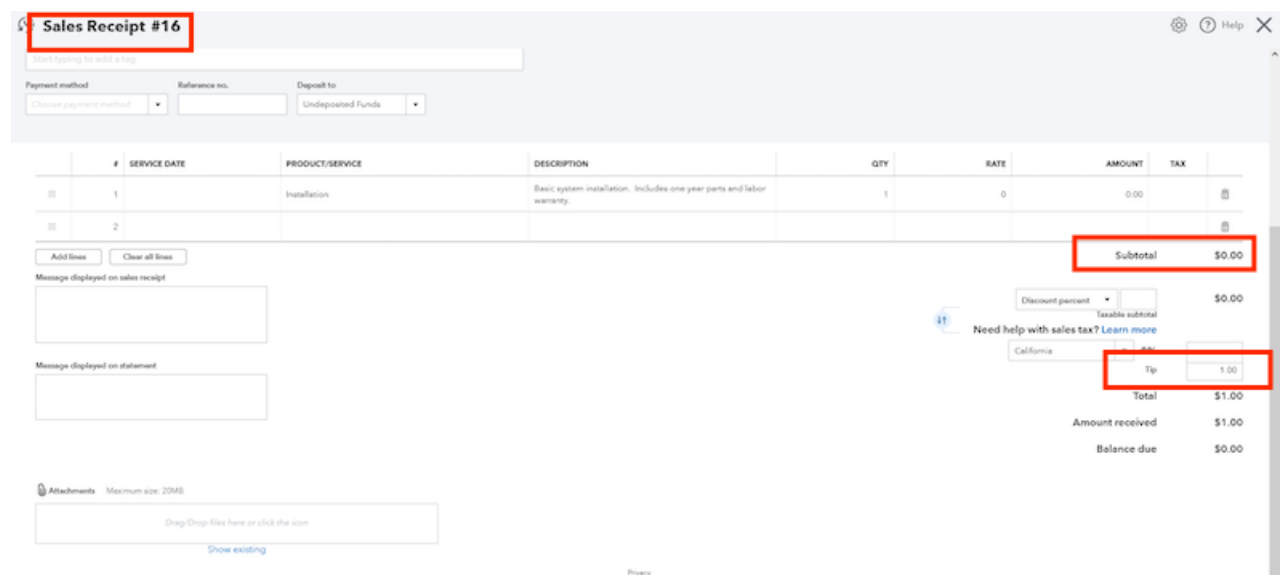 Sales Receipt #16
Help
Start typing to add a tag
Payment method Reference no. Deposit to
Choose payment method Undeposited Funds
# SERVICE DATE PRODUCT/SERVICE DESCRIPTION QTY RATE AMOUNT TAX
1 Installation Basic system installation. Includes one year parts and labor 1 0 0.00
warranty.
2
Add lines Clear all lines
Subtotal $0.00
Message displayed on sales receipt
Discount percent $0.00
Taxable subtotal
Need help with sales tax? Learn more
California
Message displayed on statement
Tip 1.00
Total $1.00
Amount received $1.00
Balance due $0.00
Attachments Maximum size: 20MB
Drag/Drop files here or click the icon
Show existing
Privacy